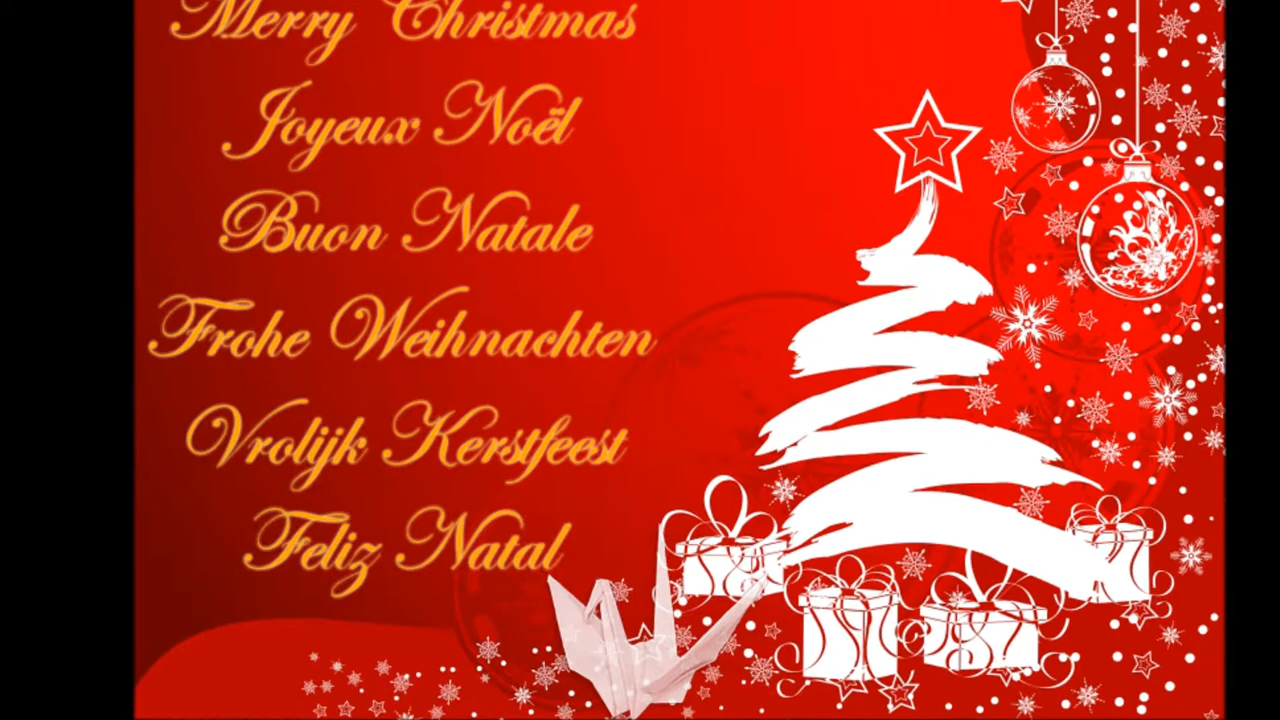 Merry Christmas
Joyeux Noël
Buon Natale
Frohe Weihnachten
Vrolijk Kerstfeest
Feliz Natal